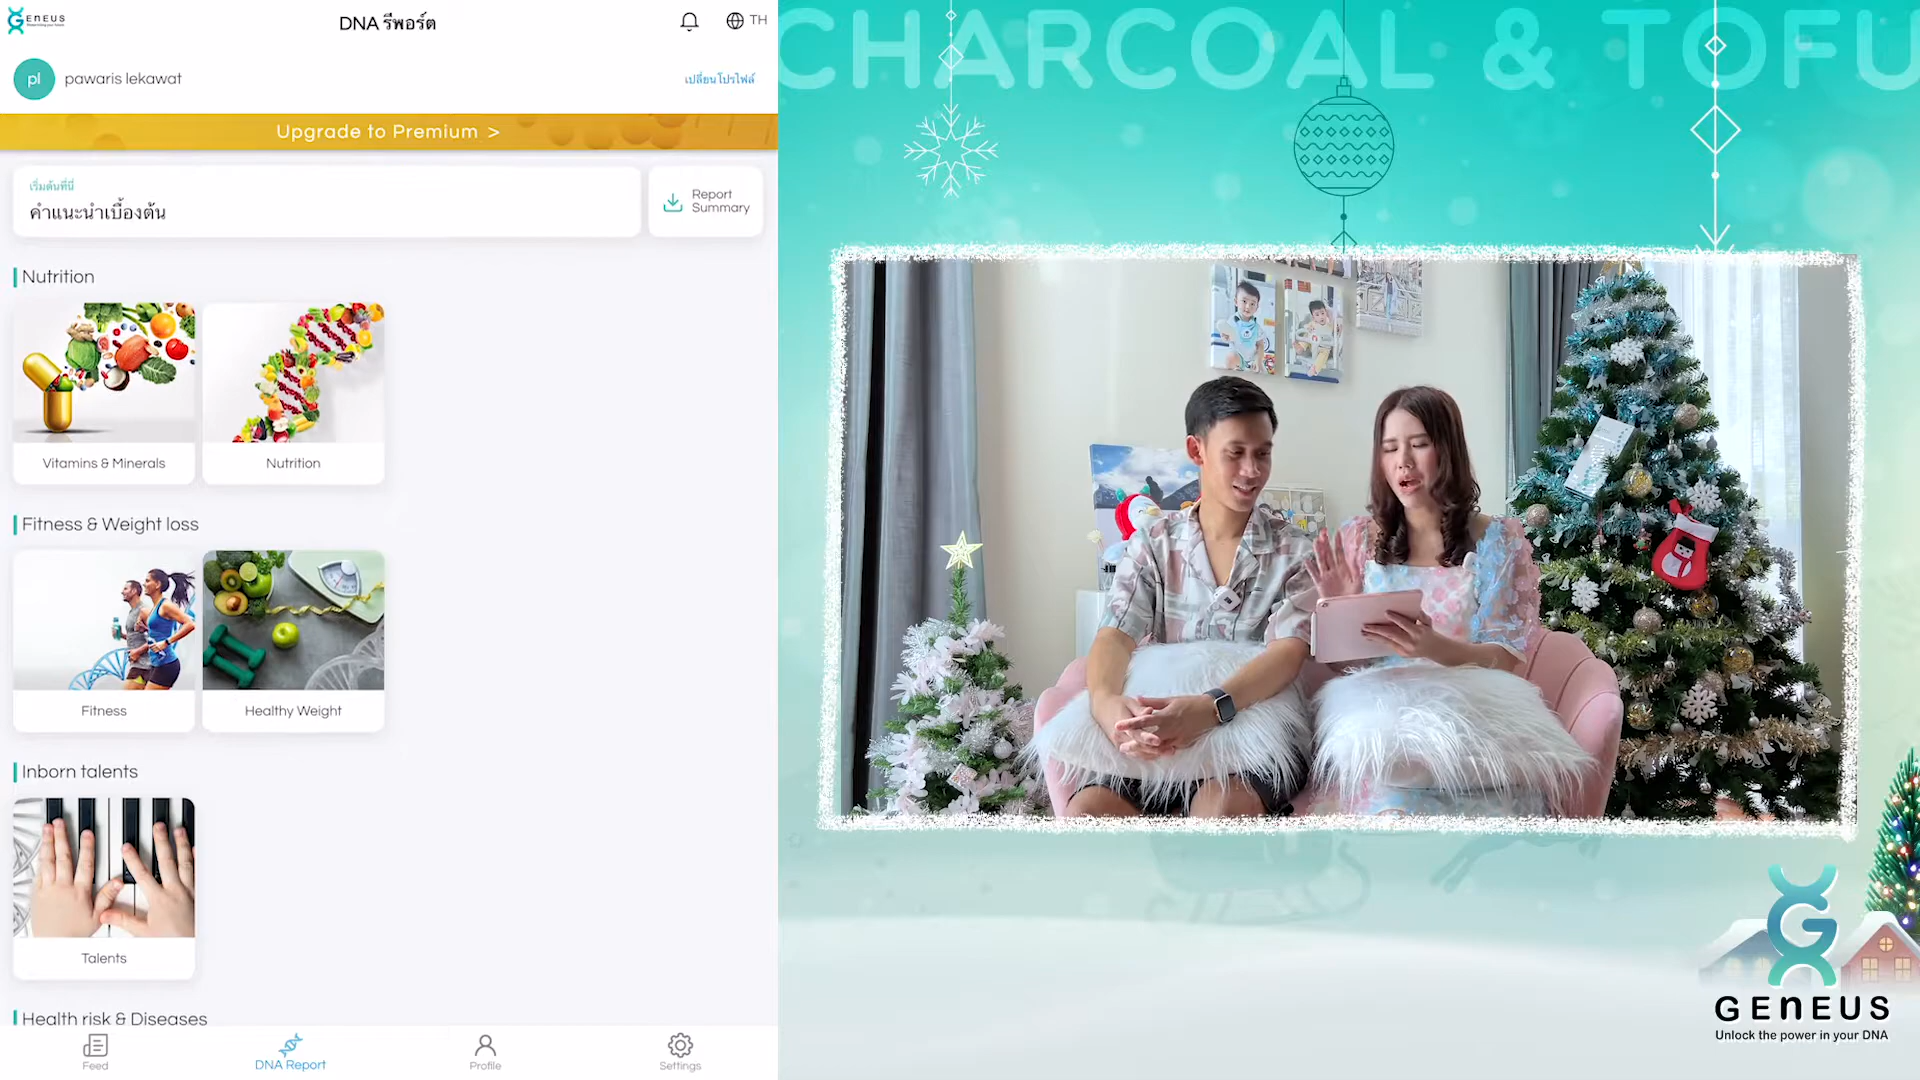 GENEUS
DNA รีพอร์ต
TH
pl
pawaris lekawat
เปลี่ยนโปรไฟล์
Upgrade to Premium >
เริ่มต้นที่นี่
คำแนะนำเบื้องต้น
Report
Summary
Nutrition
Vitamins & Minerals
Nutrition
Fitness & Weight loss
Fitness
Healthy Weight
Inborn talents
Talents
Health risk & Diseases
Feed
DNA Report
Profile
Settings
CHARCOAL & TOFU
GENEUS
Unlock the power in your DNA